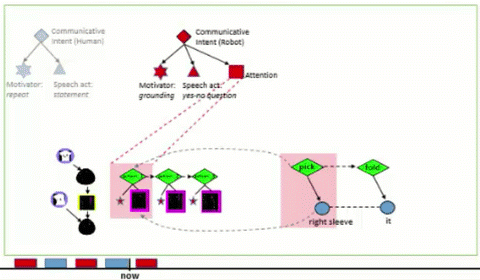 Communicative
Intent (Human)
Communicative
Intent (Robot)
Motivator:
repeat
Speech act:
statement
Motivator:
grounding
Speech act:
yes-no question
Attention
pick
fold
right sleeve
it
now